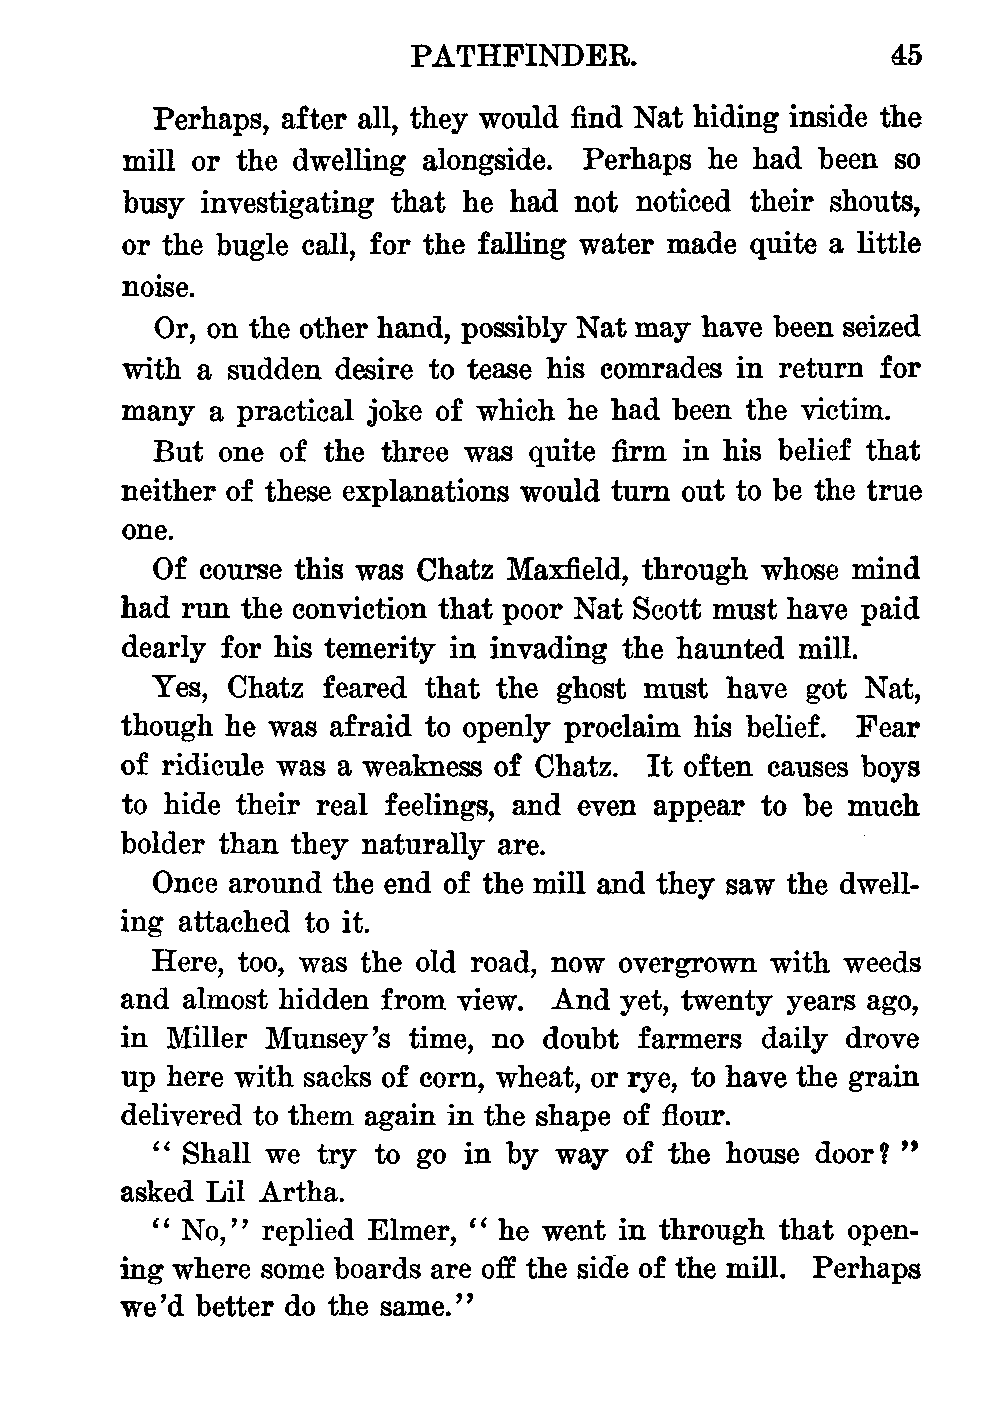 PATHFINDER. 45
Perhaps, after all, they would find Nat hiding inside the
mill or the dwelling alongside. Perhaps he had been so
busy investigating that he had not noticed their shouts,
or the bugle call, for the falling water made quite a little
noise.
Or, on the other hand, possibly Nat may have been seized
with a sudden desire to tease his comrades in return for
many a practical joke of which he had been the victim.
But one of the three was quite firm in his belief that
neither of these explanations would turn out to be the true
one.
Of course this was Chatz Maxfield, through whose mind
had run the conviction that poor Nat Scott must have paid
dearly for his temerity in invading the haunted mill.
Yes, Chatz feared that the ghost must have got Nat,
though he was afraid to openly proclaim his belief. Fear
of ridicule was a weakness of Chatz. It often causes boys
to hide their real feelings, and even appear to be much
bolder than they naturally are.
Once around the end of the mill and they saw the dwell-
ing attached to it.
Here, too, was the old road, now overgrown with weeds
and almost hidden from view. And yet, twenty years ago,
in Miller Munsey's time, no doubt farmers daily drove
up here with sacks of corn, wheat, or rye, to have the grain
delivered to them again in the shape of flour.
" Shall we try to go in by way of the house door? "
asked Lil Artha.
" No," replied Elmer, " he went in through that open-
ing where some boards are off the side of the mill. Perhaps
we'd better do the same."